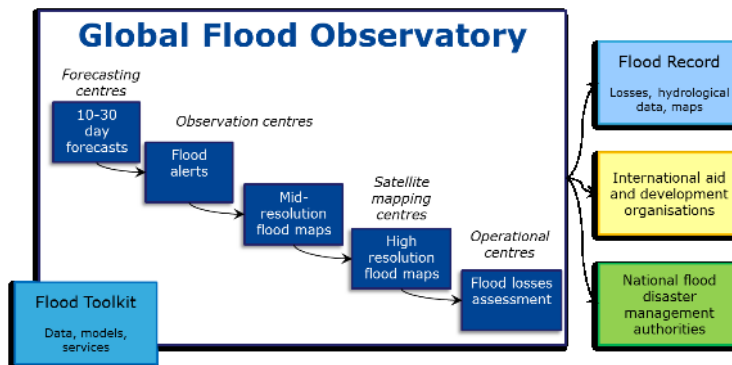 Global Flood Observatory
Forecasting
centres
10-30
day
forecasts
Observation centres
Flood
alerts
Mid-
resolution
flood maps
Satellite
mapping
centres
High
resolution
flood maps
Operational
centres
Flood losses
assessment
Flood Toolkit
Data, models,
services
Flood Record
Losses, hydrological
data, maps
International aid
and development
organisations
National flood
disaster
management
authorities